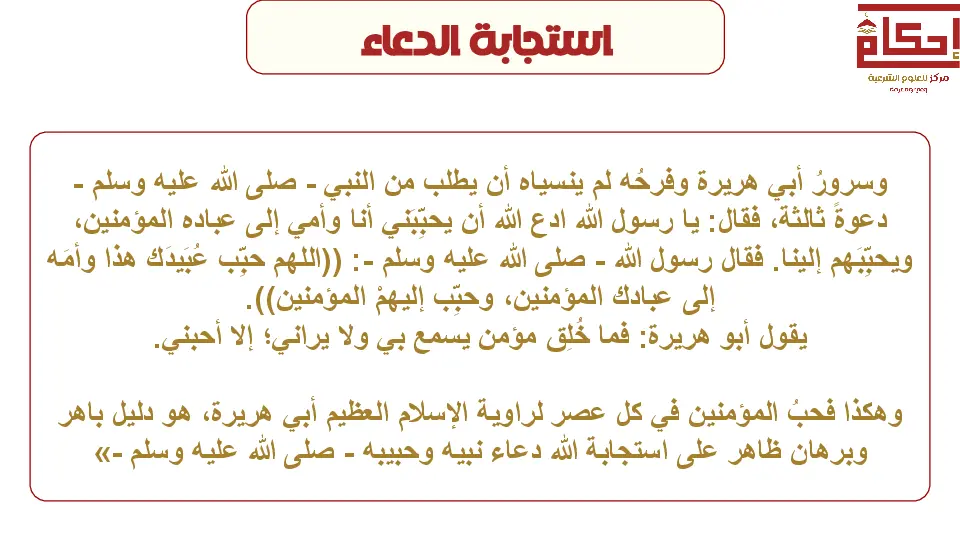 استجابة الدعاء
إحكام
مركز للعلوم الشرعية
وسرورُ أبي هريرة وفرحُه لم ينسياه أن يطلب من النبي - صلى الله عليه وسلم -
دعوةً ثالثة، فقال: يا رسول الله ادع الله أن يحبِّبَني أنا وأمي إلى عباده المؤمنين،
ويحبِّبَهم إلينا. فقال رسول الله - صلى الله عليه وسلم -: ((اللهم حبِّب عُبَيدَك هذا وأمَه
إلى عبادك المؤمنين، وحبِّب إليهمْ المؤمنين)).
يقول أبو هريرة: فما خُلِق مؤمن يسمع بي ولا يراني؛ إلا أحبني.
وهكذا فحبُ المؤمنين في كل عصر لراوية الإسلام العظيم أبي هريرة، هو دليل باهر
وبرهان ظاهر على استجابة الله دعاء نبيه وحبيبه - صلى الله عليه وسلم -»